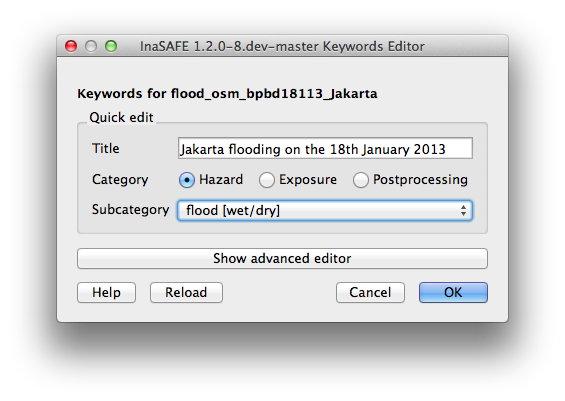 InaSAFE 1.2.0-8.dev-master Keywords Editor
Keywords for flood_osm_bpbd18113_Jakarta
Quick edit
Title Jakarta flooding on the 18th January 2013
Category Hazard Exposure Postprocessing
Subcategory flood [wet/dry]
Show advanced editor
Help Reload Cancel OK